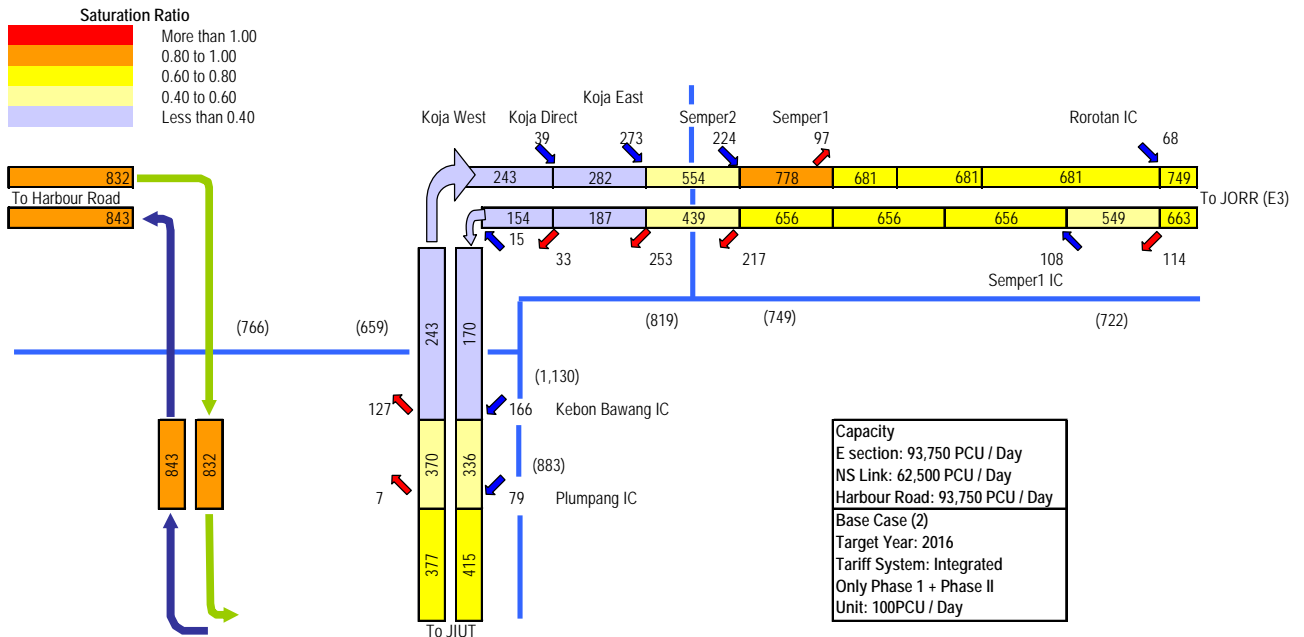 Saturation Ratio
More than 1.00
0.80 to 1.00
0.60 to 0.80
0.40 to 0.60
Less than 0.40
Koja East
Koja West
Koja Direct
Semper2
Semper1
Rorotan IC
39
273
224
97
68
832
243
282
554
778
681
681
681
749
To Harbour Road
To JORR (E3)
843
154
187
439
656
656
656
549
663
15
33
253
217
108
114
Semper1 IC
(766)
(659)
(819)
(749)
(722)
243
170
(1,130)
127
166
Kebon Bawang IC
843
832
370
336
(883)
7
79
Plumpang IC
377
415
To JIUT
Capacity
E section: 93,750 PCU / Day
NS Link: 62,500 PCU / Day
Harbour Road: 93,750 PCU / Day
Base Case (2)
Target Year: 2016
Tariff System: Integrated
Only Phase 1 + Phase II
Unit: 100PCU / Day